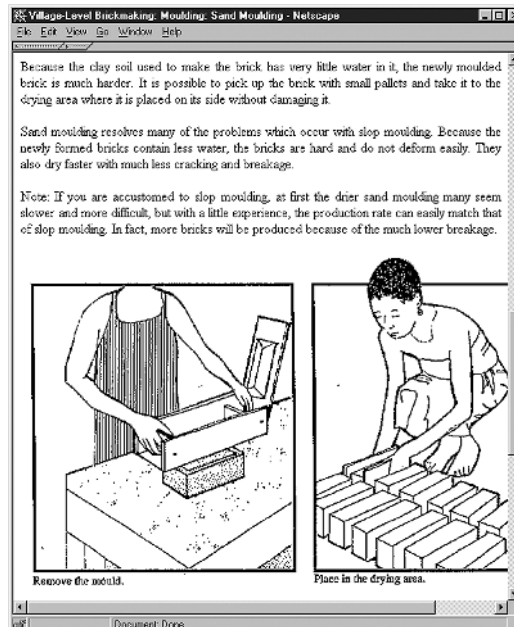 Village-Level Brickmaking: Moulding: Sand Moulding - Netscape
File Edit View Go Window Help
Because the clay soil used to make the brick has very little water in it, the newly moulded
brick is much harder. It is possible to pick up the brick with small pallets and take it to the
drying area where it is placed on its side without damaging it.
Sand moulding resolves many of the problems which occur with slop moulding. Because the
newly formed bricks contain less water, the bricks are hard and do not deform easily. They
also dry faster with much less cracking and breakage.
Note: If you are accustomed to slop moulding, at first the drier sand moulding many seem
slower and more difficult, but with a little experience, the production rate can easily match that
of slop moulding. In fact, more bricks will be produced because of the much lower breakage.
Remove the mould.
Place in the drying area.
Document: Done